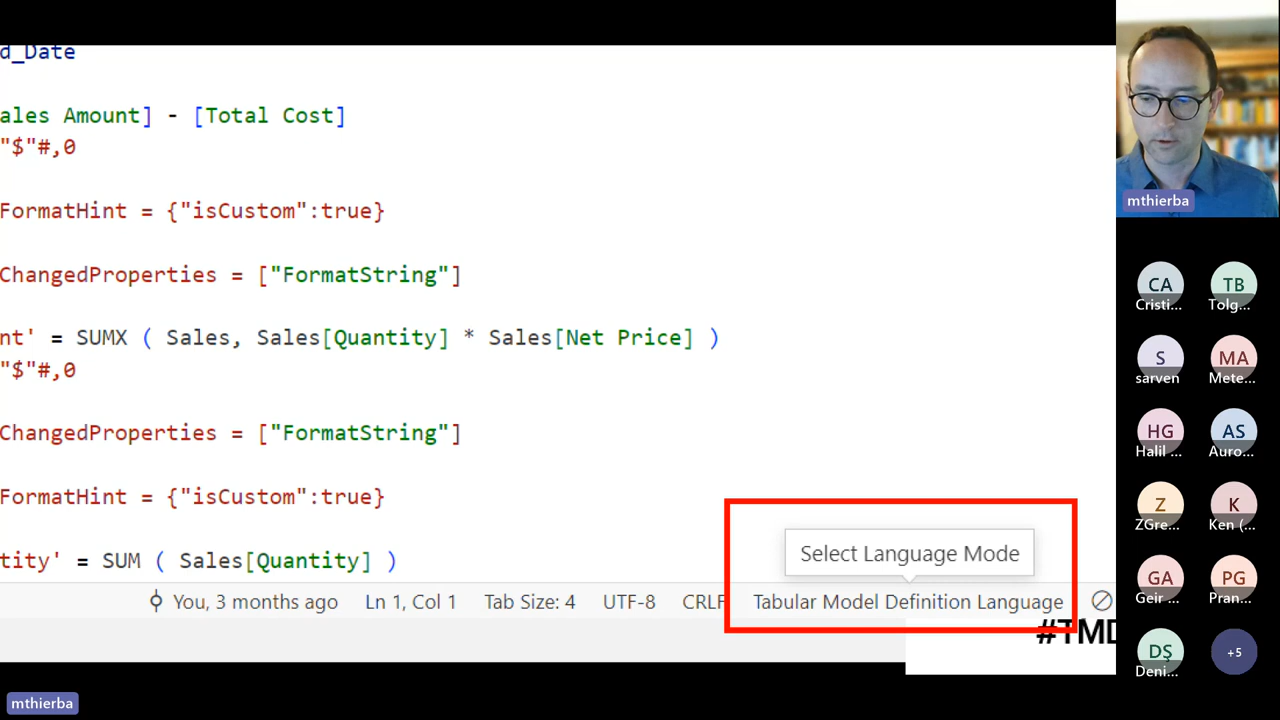 d_Date
ales Amount] - [Total Cost]
"$"#,0
FormatHint = {"isCustom":true}
ChangedProperties = ["FormatString"]
nt' = SUMX ( Sales, Sales[Quantity] * Sales[Net Price] )
"$"#,0
ChangedProperties = ["FormatString"]
FormatHint = {"isCustom":true}
tity' = SUM ( Sales[Quantity] )
Select Language Mode
You, 3 months ago Ln 1, Col 1 Tab Size: 4 UTF-8 CRLF Tabular Model Definition Language
#TMD
mthierba
mthierba
CA TB
Cristi... Tolg...
S MA
sarven Mete...
HG AS
Halil ... Auro...
Z K
ZGre... Ken (...
GA PG
Geir ... Pran...
DŞ +5
Deni...